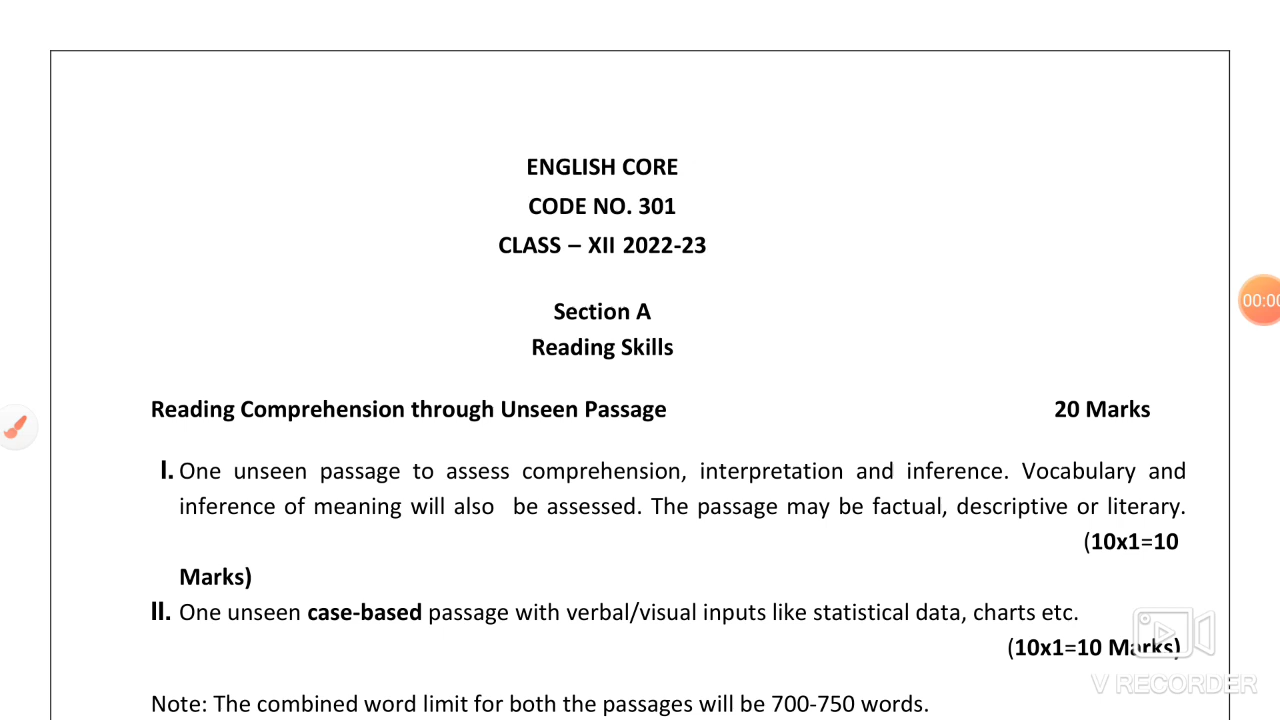 ENGLISH CORE
CODE NO. 301
CLASS – XII 2022-23
Section A
Reading Skills
Reading Comprehension through Unseen Passage 20 Marks
I. One unseen passage to assess comprehension, interpretation and inference. Vocabulary and
inference of meaning will also be assessed. The passage may be factual, descriptive or literary.
(10x1=10
Marks)
II. One unseen case-based passage with verbal/visual inputs like statistical data, charts etc.
(10x1=10 Marks)
Note: The combined word limit for both the passages will be 700-750 words.
00:00
V RECORDER